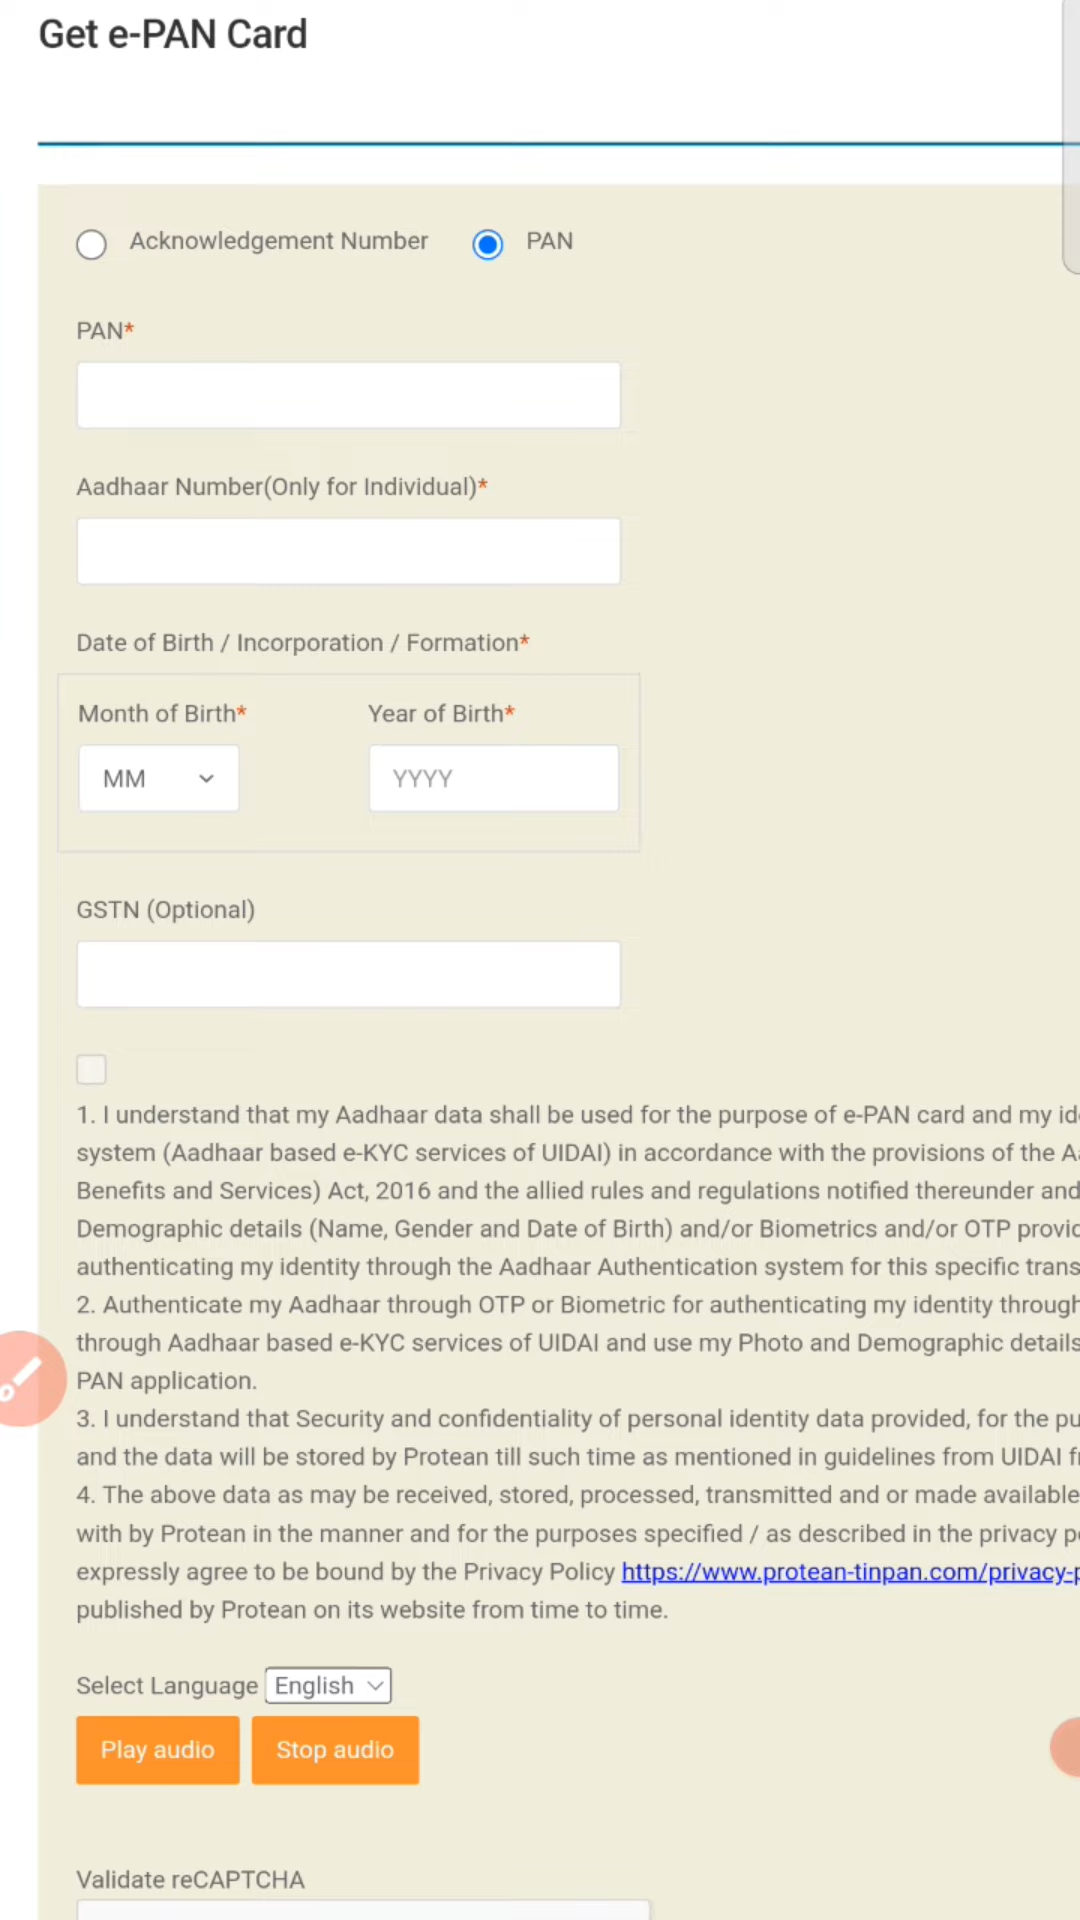 Get e-PAN Card
Acknowledgement Number PAN
PAN*
Aadhaar Number(Only for Individual)*
Date of Birth / Incorporation / Formation*
Month of Birth* Year of Birth*
MM YYYY
GSTN (Optional)
1. I understand that my Aadhaar data shall be used for the purpose of e-PAN card and my
system (Aadhaar based e-KYC services of UIDAI) in accordance with the provisions of the
Benefits and Services) Act, 2016 and the allied rules and regulations notified thereunder and
Demographic details (Name, Gender and Date of Birth) and/or Biometrics and/or OTP
authenticating my identity through the Aadhaar Authentication system for this specific
2. Authenticate my Aadhaar through OTP or Biometric for authenticating my identity through
through Aadhaar based e-KYC services of UIDAI and use my Photo and Demographic details
PAN application.
3. I understand that Security and confidentiality of personal identity data provided, for the
and the data will be stored by Protean till such time as mentioned in guidelines from UIDAI
4. The above data as may be received, stored, processed, transmitted and or made available
with by Protean in the manner and for the purposes specified / as described in the privacy
expressly agree to be bound by the Privacy Policy https://www.protean-tinpan.com/privacy-
published by Protean on its website from time to time.
Select Language English
Play audio Stop audio
Validate reCAPTCHA